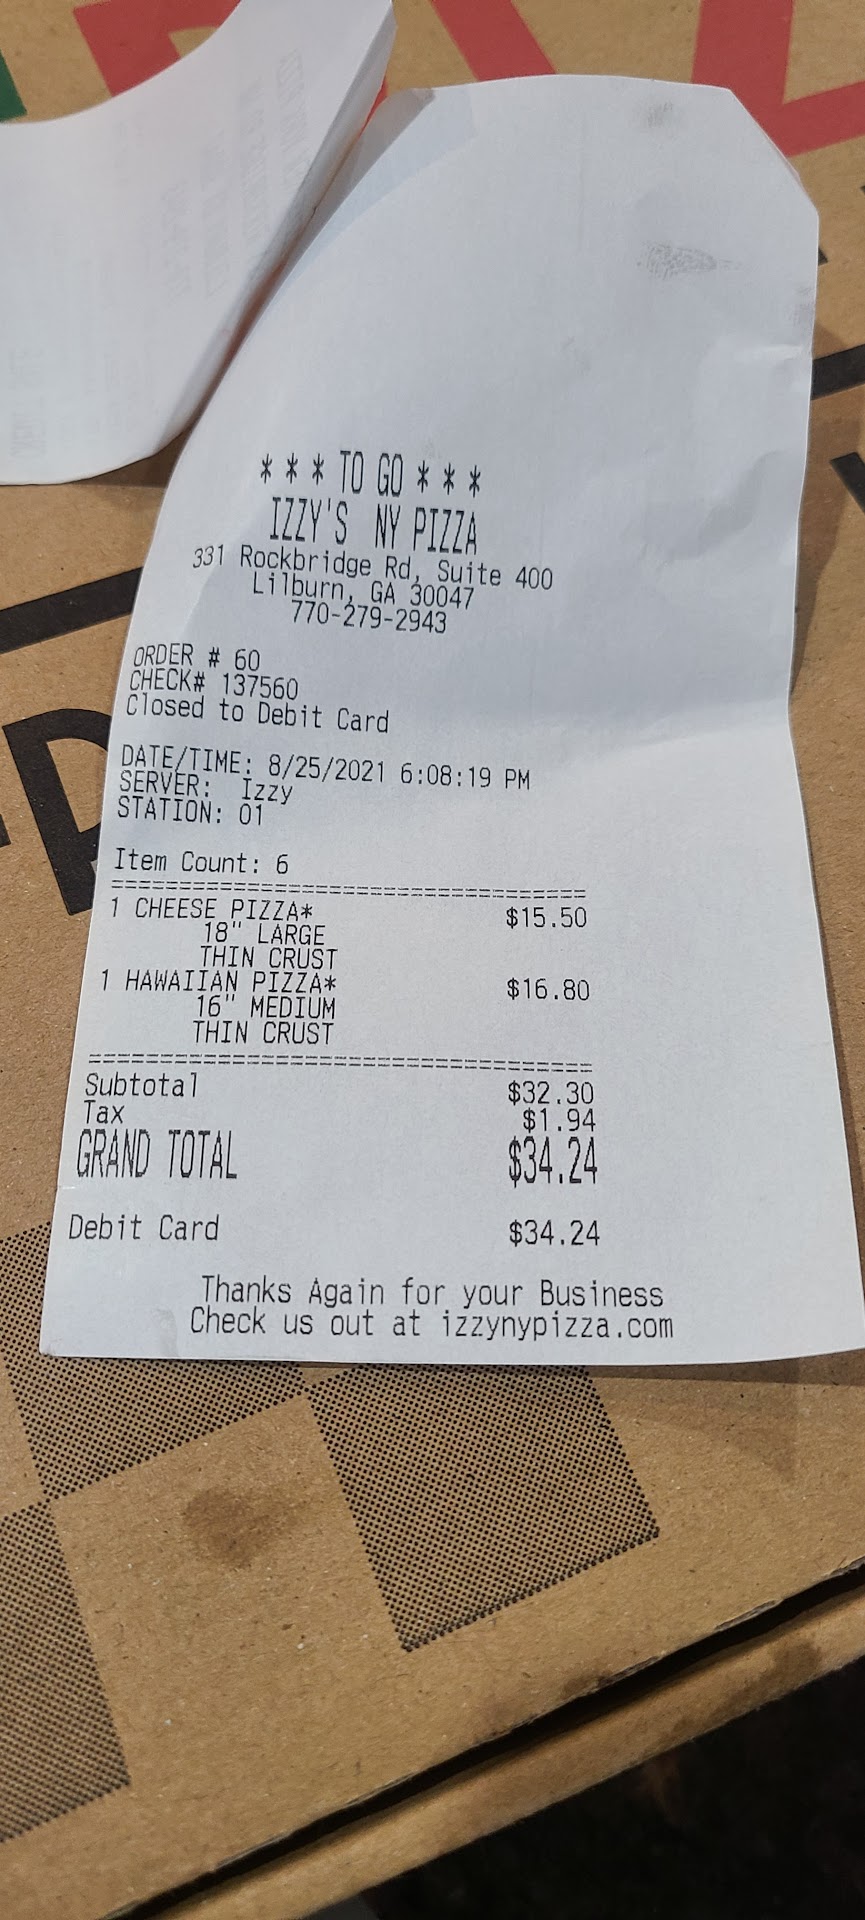 * * * TO GO * * *
IZZY'S NY PIZZA
331 Rockbridge Rd, Suite 400
Lilburn, GA 30047
770-279-2943
ORDER # 60
CHECK# 137560
Closed to Debit Card
DATE/TIME: 8/25/2021 6:08:19 PM
SERVER: Izzy
STATION: 01
Item Count: 6
========================================
1 CHEESE PIZZA* $15.50
18" LARGE
THIN CRUST
1 HAWAIIAN PIZZA* $16.80
16" MEDIUM
THIN CRUST
========================================
Subtotal $32.30
Tax $1.94
GRAND TOTAL $34.24
Debit Card $34.24
Thanks Again for your Business
Check us out at izzynypizza.com